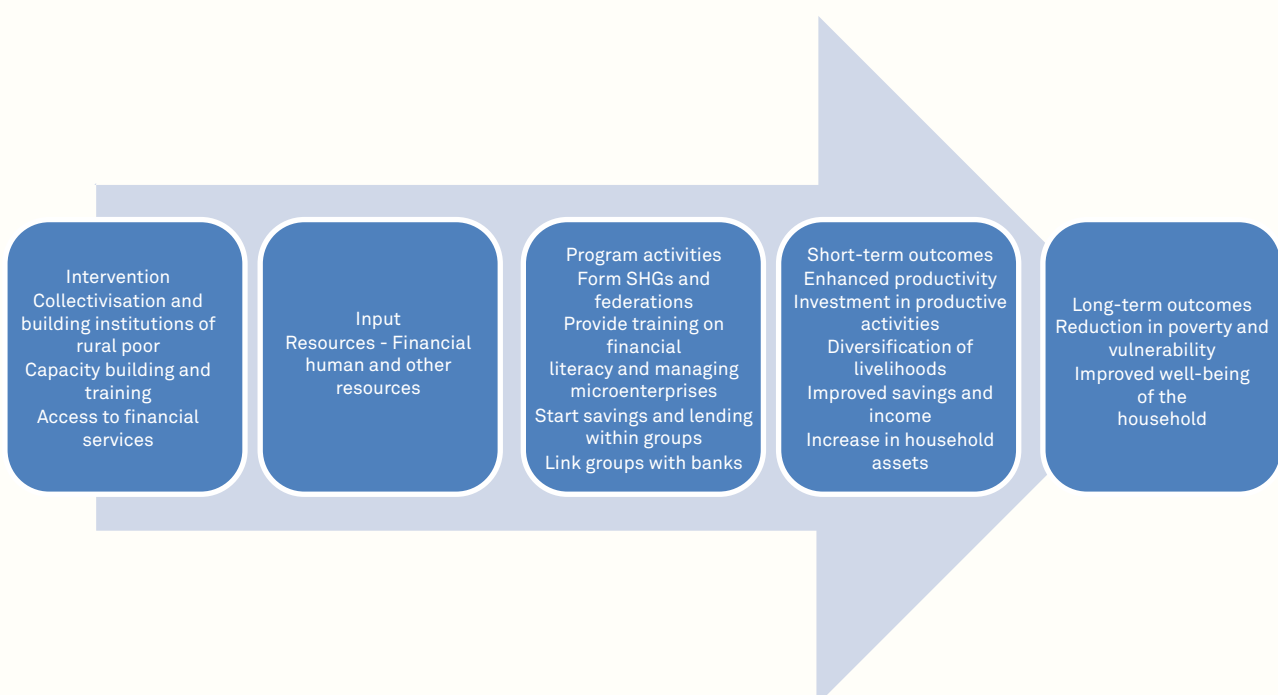 Intervention
Collectivisation and
building institutions of
rural poor
Capacity building and
training
Access to financial
services
Input
Resources - Financial
human and other
resources
Program activities
Form SHGs and
federations
Provide training on
financial
literacy and managing
microenterprises
Start savings and lending
within groups
Link groups with banks
Short-term outcomes
Enhanced productivity
Investment in productive
activities
Diversification of
livelihoods
Improved savings and
income
Increase in household
assets
Long-term outcomes
Reduction in poverty and
vulnerability
Improved well-being
of the
household